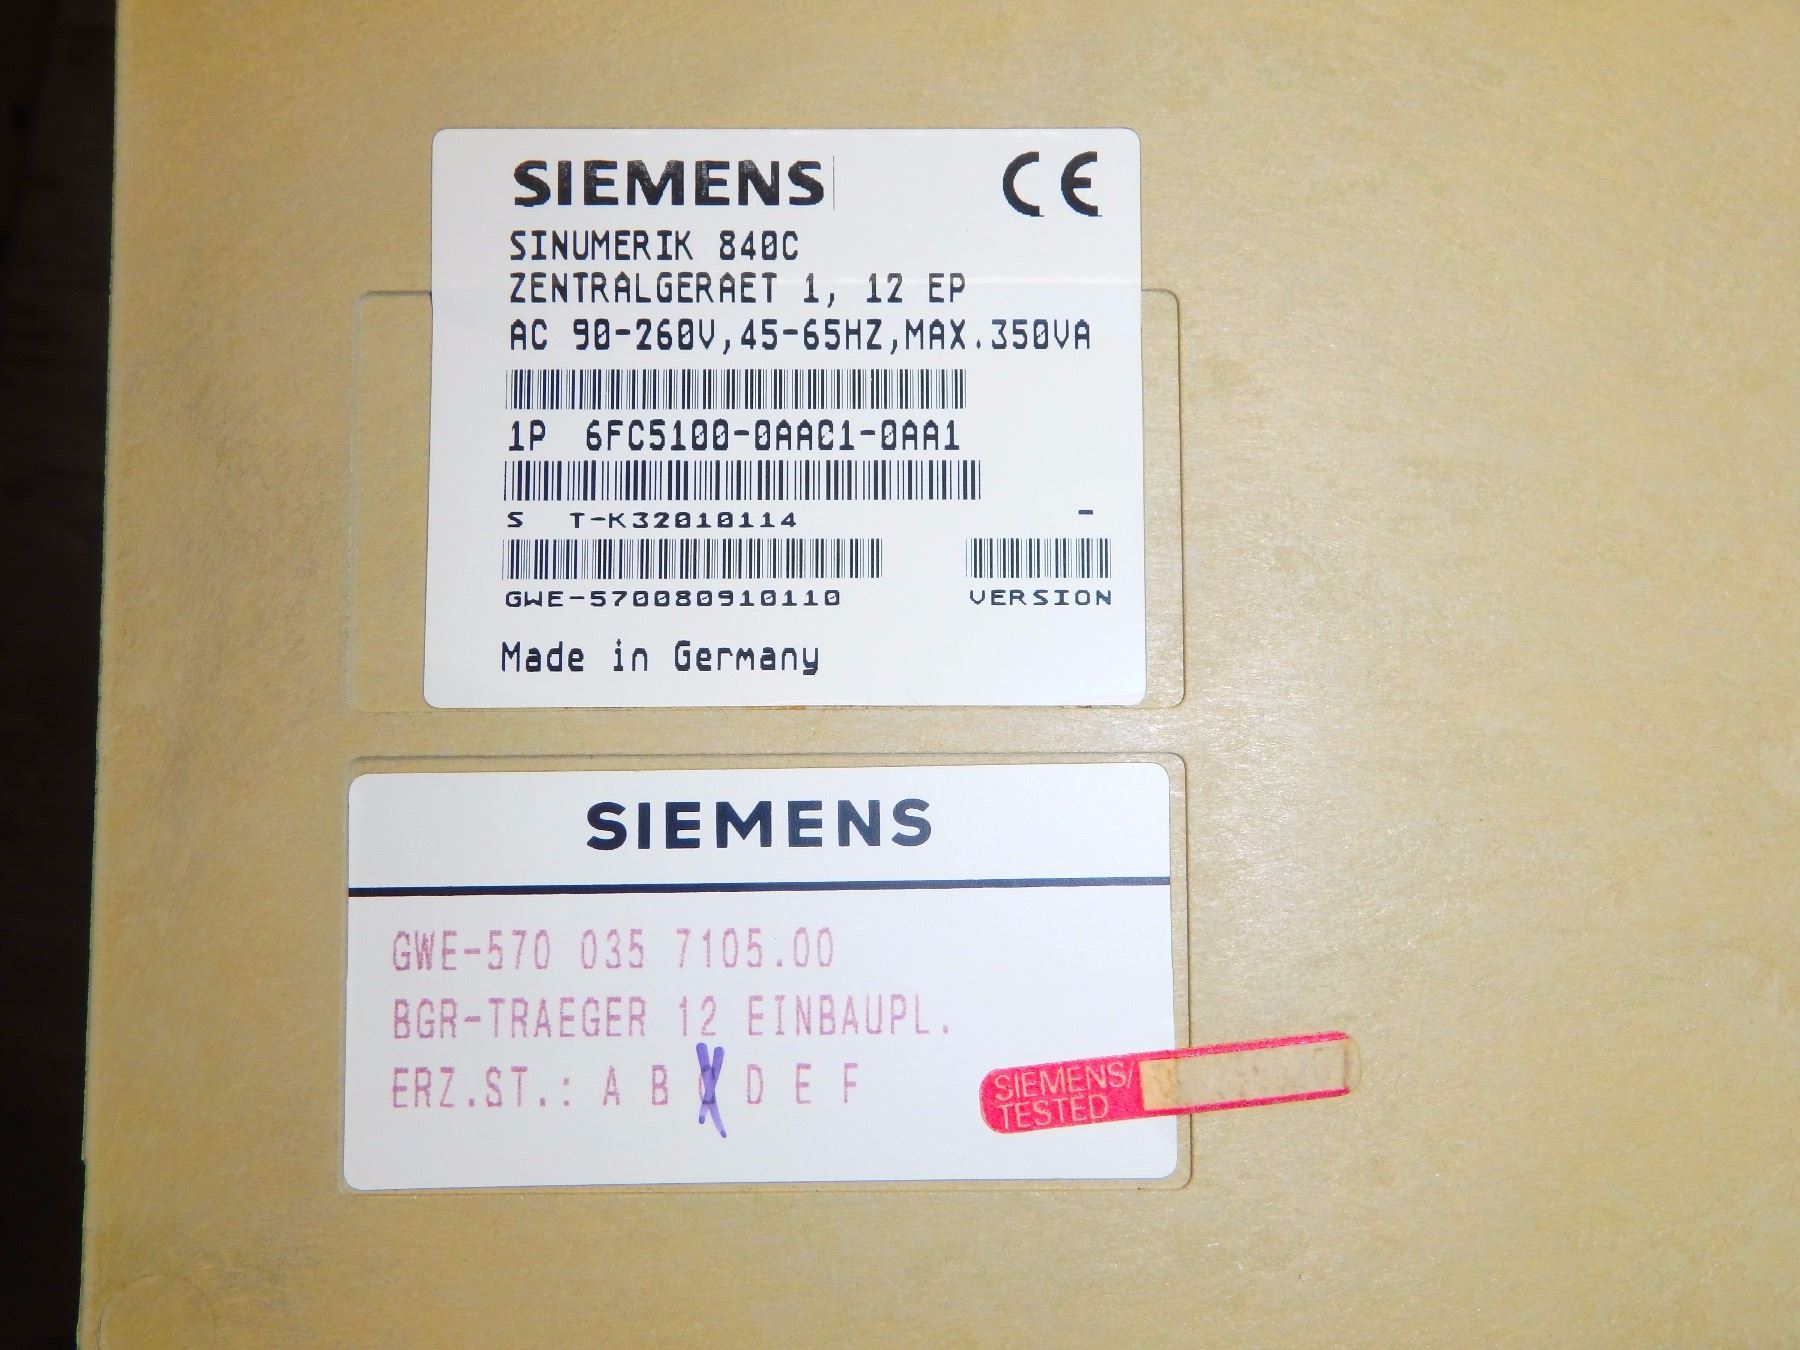 SIEMENS CE
SINUMERIK 840C
ZENTRALGERAET 1, 12 EP
AC 90-260V,45-65HZ,MAX.350VA
1P 6FC5100-0AAC1-0AA1
S T-K32010114 -
GWE-570080910110 VERSION
Made in Germany
SIEMENS
GWE-570 035 7105.00
BGR-TRAEGER 12 EINBAUPL.
ERZ.ST.: A B C D E F
SIEMENS/
TESTED